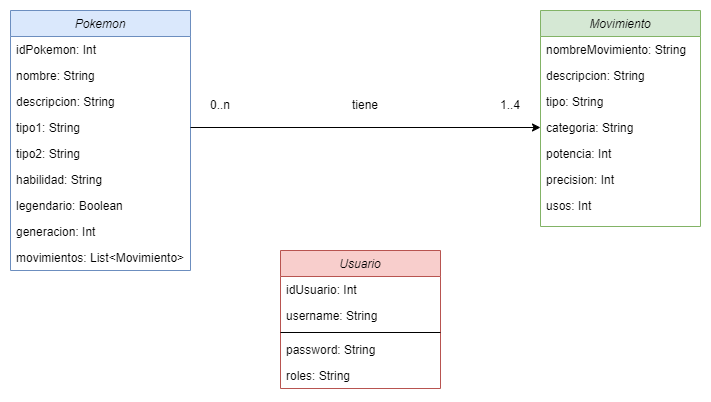 Pokemon
idPokemon: Int
nombre: String
descripcion: String
tipo1: String
tipo2: String
habilidad: String
legendario: Boolean
generacion: Int
movimientos: List<Movimiento>
0..n
tiene
1..4
Movimiento
nombreMovimiento: String
descripcion: String
tipo: String
categoria: String
potencia: Int
precision: Int
usos: Int
Usuario
idUsuario: Int
username: String
password: String
roles: String